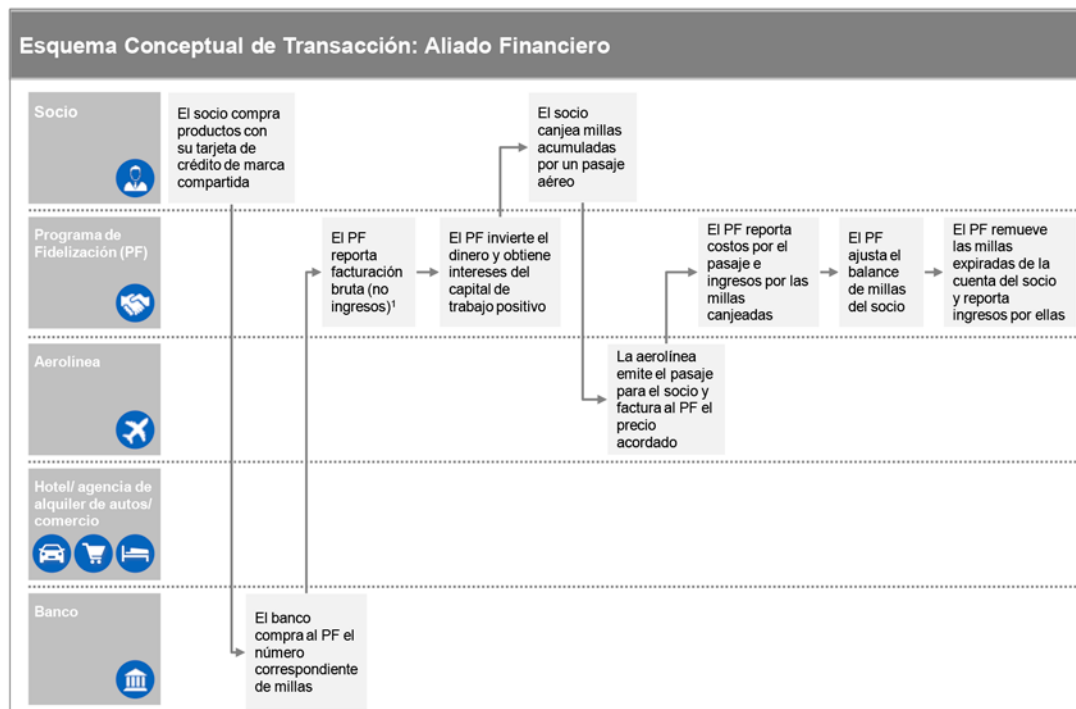 Esquema Conceptual de Transacción: Aliado Financiero
Socio
El socio compra
productos con
su tarjeta de
crédito de marca
compartida
El socio
canjea millas
acumuladas
por un pasaje
aéreo
Programa de
Fidelización (PF)
El PF
reporta
facturación
bruta (no
ingresos)¹
El PF invierte el
dinero y obtiene
intereses del
capital de
trabajo positivo
El PF reporta
costos por el
pasaje e
ingresos por las
millas
canjeadas
El PF
ajusta el
balance de
millas del
socio
El PF remueve
las millas
expiradas de la
cuenta del socio
y reporta
ingresos por ellas
Aerolínea
La aerolínea
emite el pasaje
para el socio y
factura al PF el
precio
acordado
Hotel/ agencia de
alquiler de autos/
comercio
Banco
El banco
compra al PF el
número
correspondiente
de millas